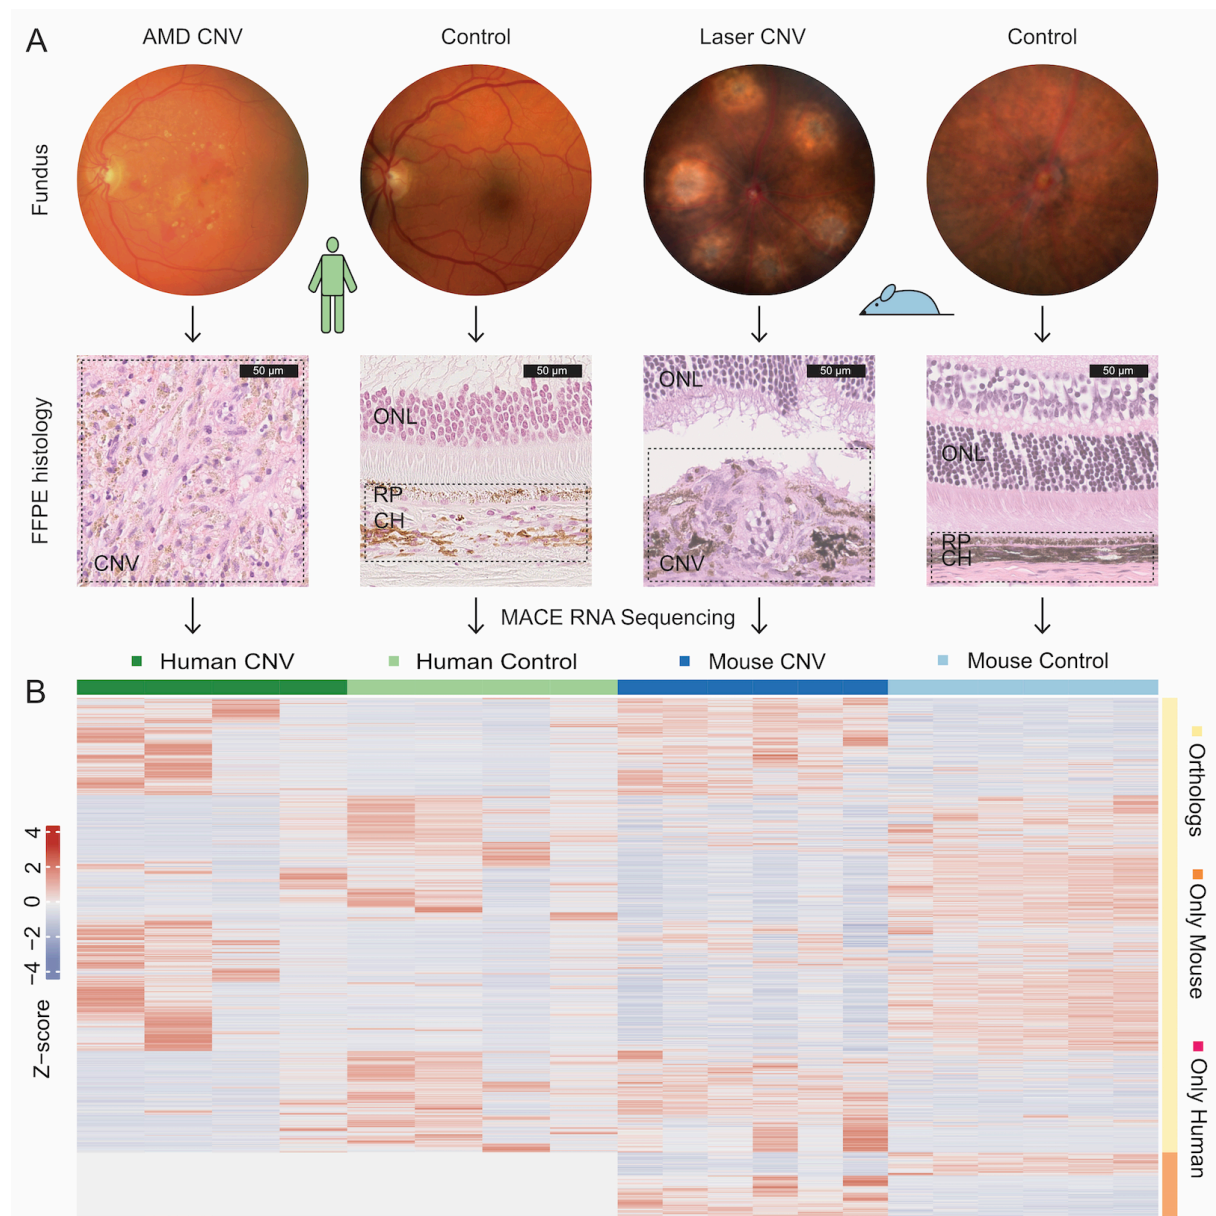 A
AMD CNV
Control
Laser CNV
Control
Fundus
FFPE histology
50 µm
CNV
50 µm
ONL
RP
CH
50 µm
ONL
CNV
50 µm
ONL
RP
CH
MACE RNA Sequencing
Human CNV
Human Control
Mouse CNV
Mouse Control
B
4
2
0
−2
−4
Z−score
Orthologs
Only Mouse
Only Human